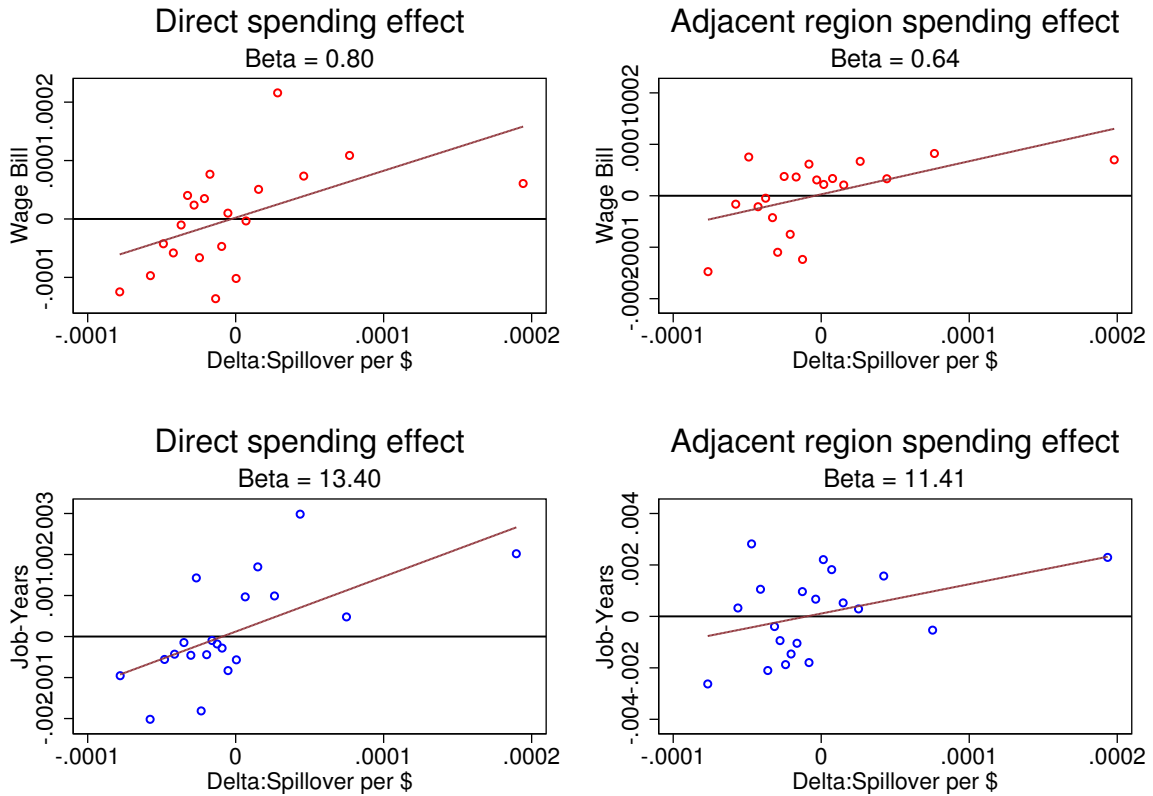 Direct spending effect
Beta = 0.80
Wage Bill
-.0001 0 .0001 .0002
-.0001 0 .0001 .0002
Delta:Spillover per $
Adjacent region spending effect
Beta = 0.64
Wage Bill
-.0002 -.0001 0 .0001 .0002
-.0001 0 .0001 .0002
Delta:Spillover per $
Direct spending effect
Beta = 13.40
Job-Years
-.002 -.001 0 .001 .002 .003
-.0001 0 .0001 .0002
Delta:Spillover per $
Adjacent region spending effect
Beta = 11.41
Job-Years
-.004 -.002 0 .002 .004
-.0001 0 .0001 .0002
Delta:Spillover per $